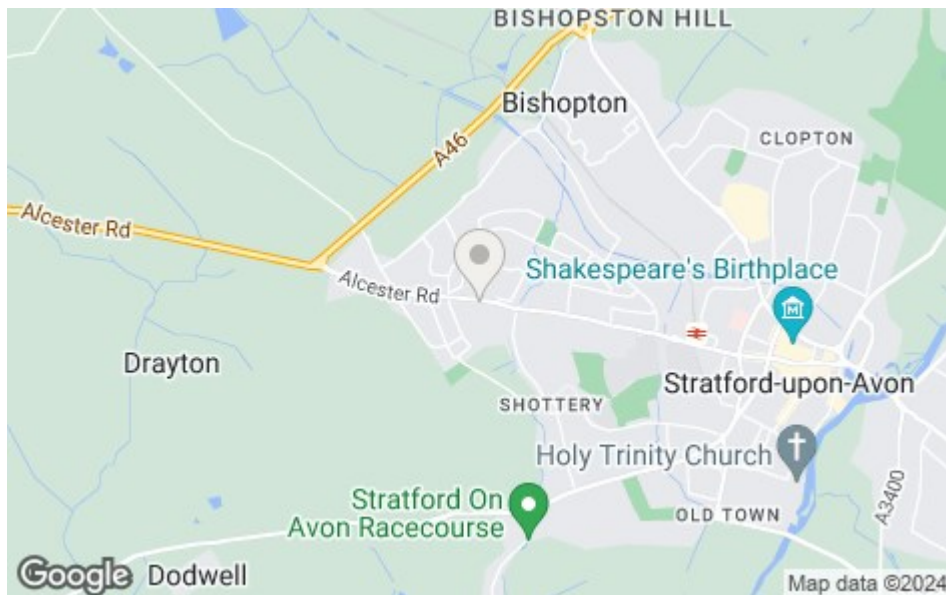 BISHOPSTON HILL
Bishopton
CLOPTON
A46
Alcester Rd
Alcester Rd
Shakespeare's Birthplace
M
Drayton
Stratford-upon-Avon
SHOTTERY
Holy Trinity Church
Stratford On
Avon Racecourse
OLD TOWN
A3400
Google
Dodwell
Map data ©2024